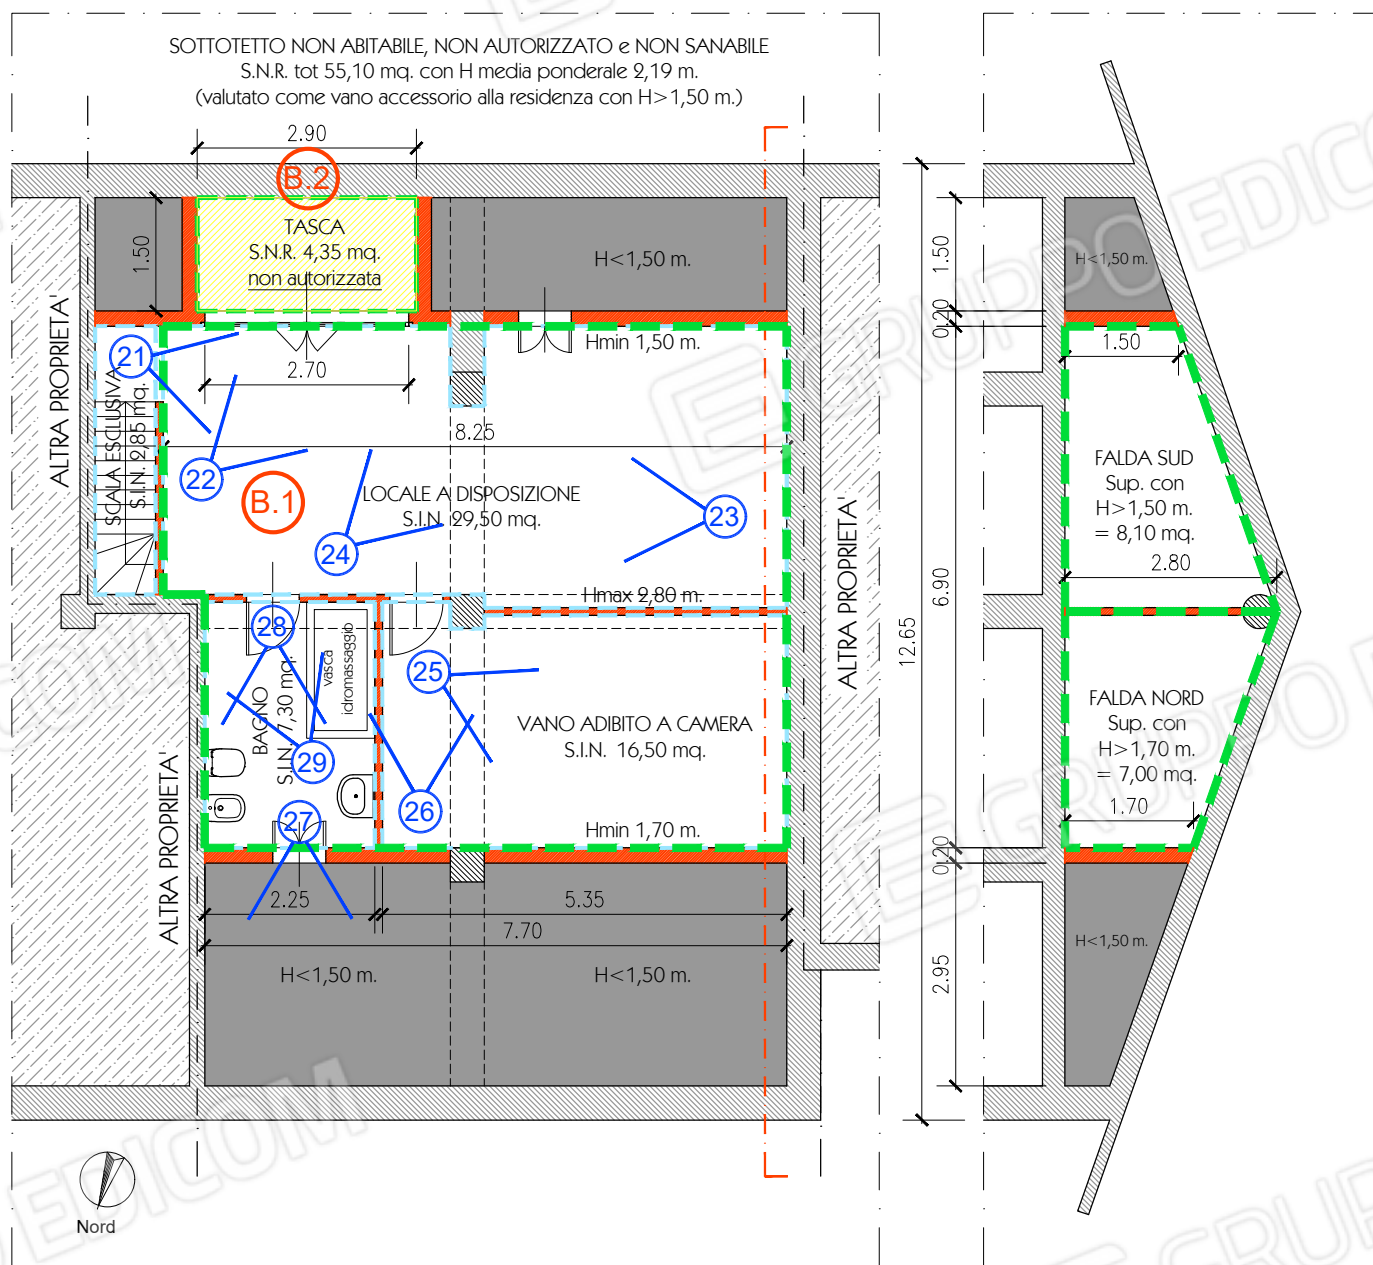 SOTTOTETTO NON ABITABILE, NON AUTORIZZATO e NON SANABILE
S.N.R. tot 55,10 mq. con H media ponderale 2,19 m.
(valutato come vano accessorio alla residenza con H>1,50 m.)
2.90
B.2
TASCA
S.N.R. 4,35 mq.
non autorizzata
1.50
H<1,50 m.
Hmin 1,50 m.
2.70
8.25
21
22
23
24
B.1
LOCALE A DISPOSIZIONE
S.I.N. 29,50 mq.
SCALA ESCLUSIVA
S.I.N. 2,85 mq.
ALTRA PROPRIETA'
ALTRA PROPRIETA'
ALTRA PROPRIETA'
Hmax 2,80 m.
28
25
vasca
idromassaggio
BAGNO
S.I.N. 7,30 mq.
VANO ADIBITO A CAMERA
S.I.N. 16,50 mq.
29
26
27
Hmin 1,70 m.
2.25
5.35
7.70
H<1,50 m.
H<1,50 m.
Nord
12.65
1.50
0.20
6.90
0.20
2.95
H<1,50 m.
1.50
FALDA SUD
Sup. con
H>1,50 m.
= 8,10 mq.
2.80
FALDA NORD
Sup. con
H>1,70 m.
= 7,00 mq.
1.70
H<1,50 m.
GRUPPO EDICOM
GRUPPO EDICOM
EDICOM
GRUPPO